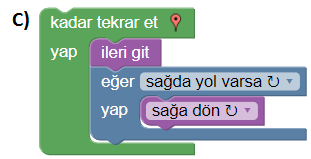 C) kadar tekrar et
yap ileri git
eğer sağda yol varsa ↻
yap sağa dön ↻